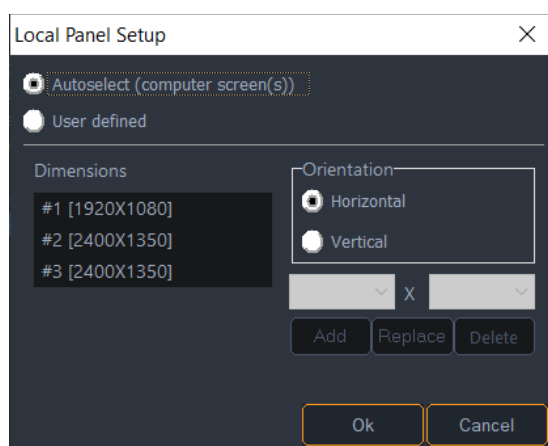 Local Panel Setup
Autoselect (computer screen(s))
User defined
Dimensions
#1 [1920X1080]
#2 [2400X1350]
#3 [2400X1350]
Orientation
Horizontal
Vertical
X
Add Replace Delete
Ok Cancel